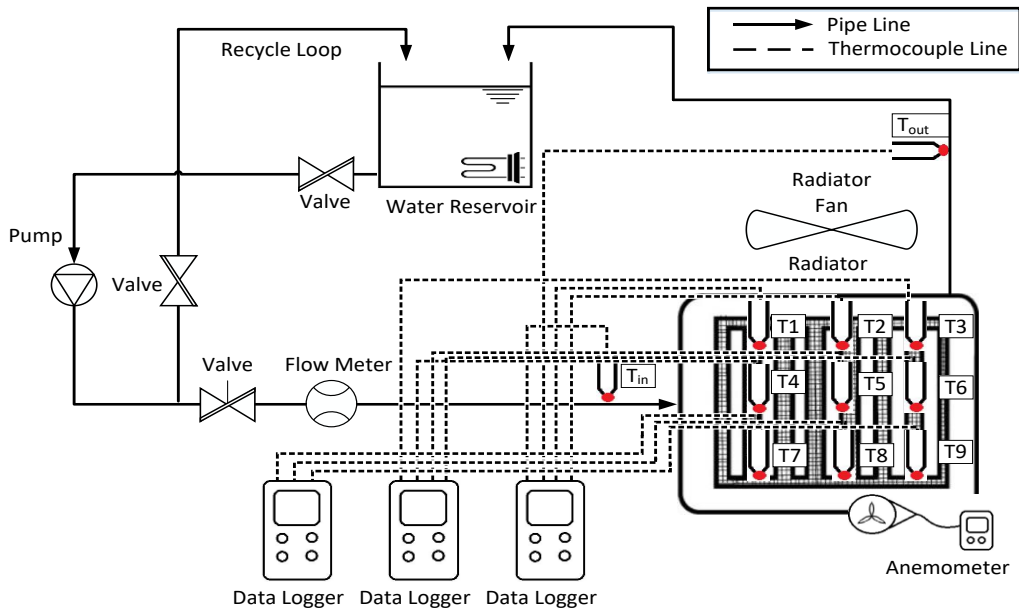 Pipe Line
Thermocouple Line
Recycle Loop
Tout
Valve
Water Reservoir
Radiator
Fan
Radiator
Pump
Valve
T1
T2
T3
Valve
Flow Meter
Tin
T4
T5
T6
T7
T8
T9
Anemometer
Data Logger
Data Logger
Data Logger